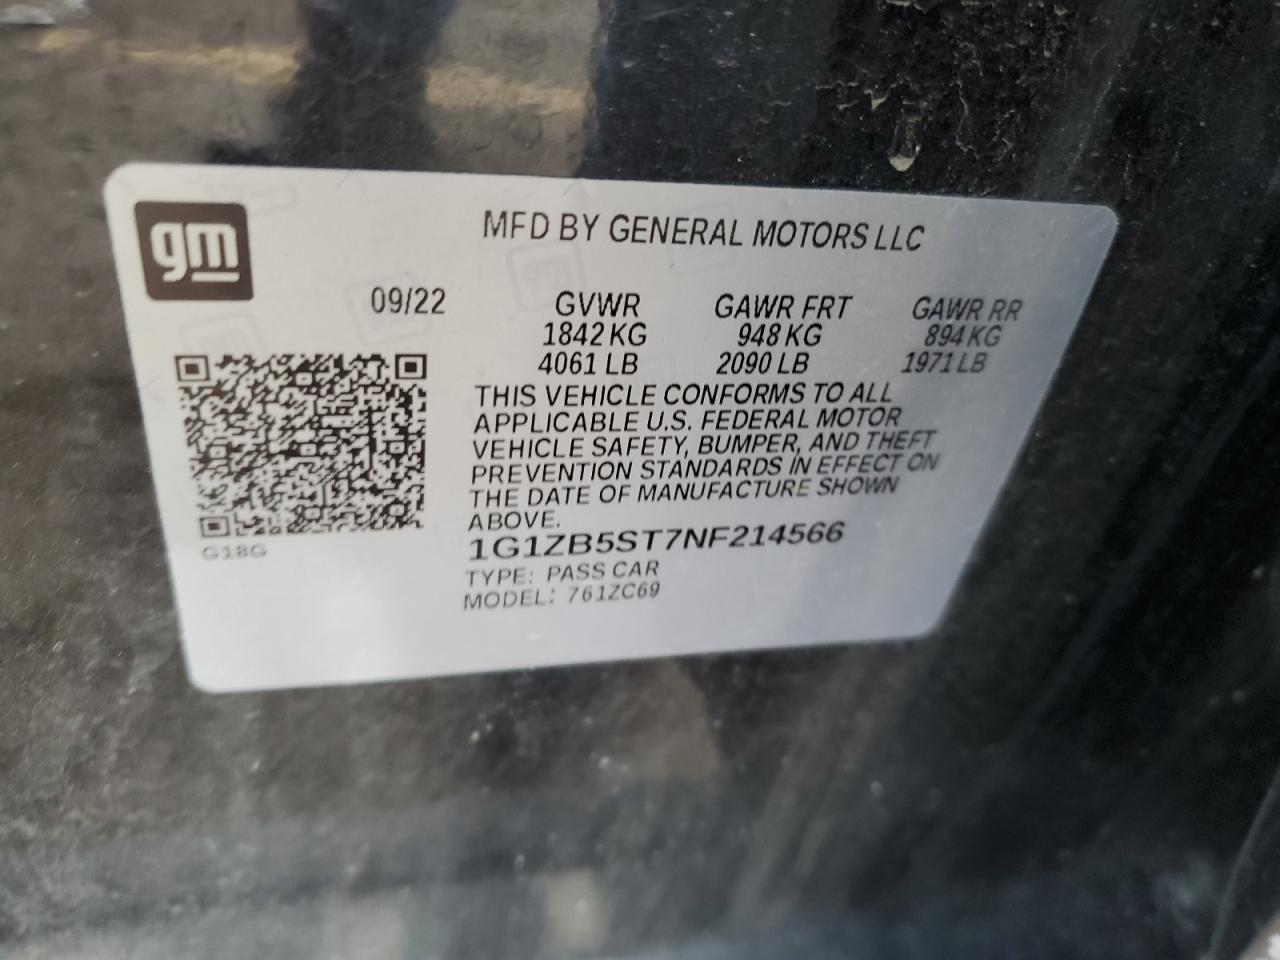 gm
MFD BY GENERAL MOTORS LLC
09/22 GVWR GAWR FRT GAWR RR
1842 KG 948 KG 894 KG
4061 LB 2090 LB 1971 LB
THIS VEHICLE CONFORMS TO ALL
APPLICABLE U.S. FEDERAL MOTOR
VEHICLE SAFETY, BUMPER, AND THEFT
PREVENTION STANDARDS IN EFFECT ON
THE DATE OF MANUFACTURE SHOWN
ABOVE.
1G1ZB5ST7NF214566
G18G
TYPE: PASS CAR
MODEL: 761ZC69